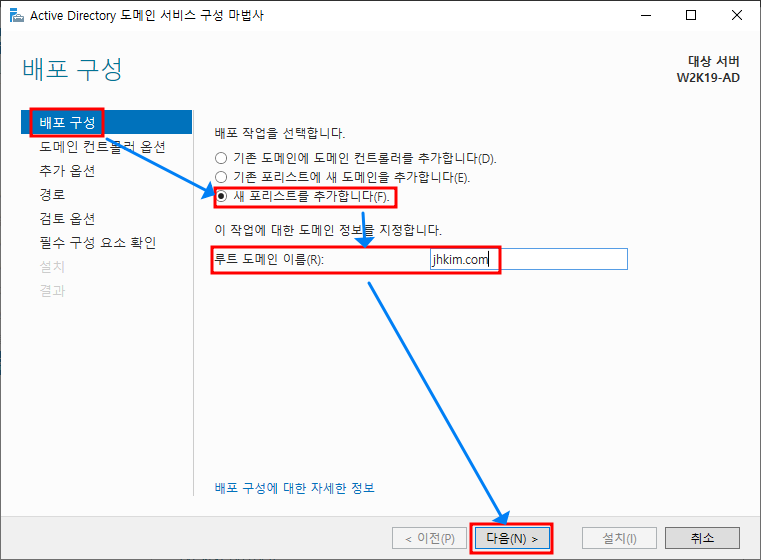 Active Directory 도메인 서비스 구성 마법사
배포 구성
대상 서버
W2K19-AD
배포 구성
도메인 컨트롤러 옵션
추가 옵션
경로
검토 옵션
필수 구성 요소 확인
설치
결과
배포 작업을 선택합니다.
기존 도메인에 도메인 컨트롤러를 추가합니다(D).
기존 포리스트에 새 도메인을 추가합니다(E).
새 포리스트를 추가합니다(F).
이 작업에 대한 도메인 정보를 지정합니다.
루트 도메인 이름(R): jhkim.com
배포 구성에 대한 자세한 정보
< 이전(P) 다음(N) > 설치(I) 취소